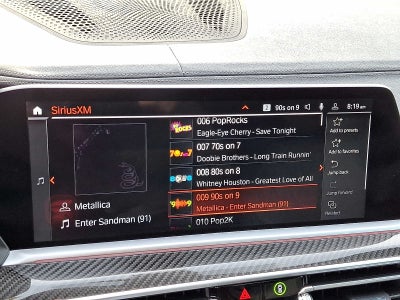 SiriusXM
90s on 9
8:19 am
006 PopRocks
Eagle-Eye Cherry - Save Tonight
007 70s on 7
Doobie Brothers - Long Train Runnin'
008 80s on 8
Whitney Houston - Greatest Love of All
009 90s on 9
Metallica - Enter Sandman (91)
010 Pop2K
Metallica
Enter Sandman (91)
Add to presets
Add to favorites
Jump back
Jump forward
Restart